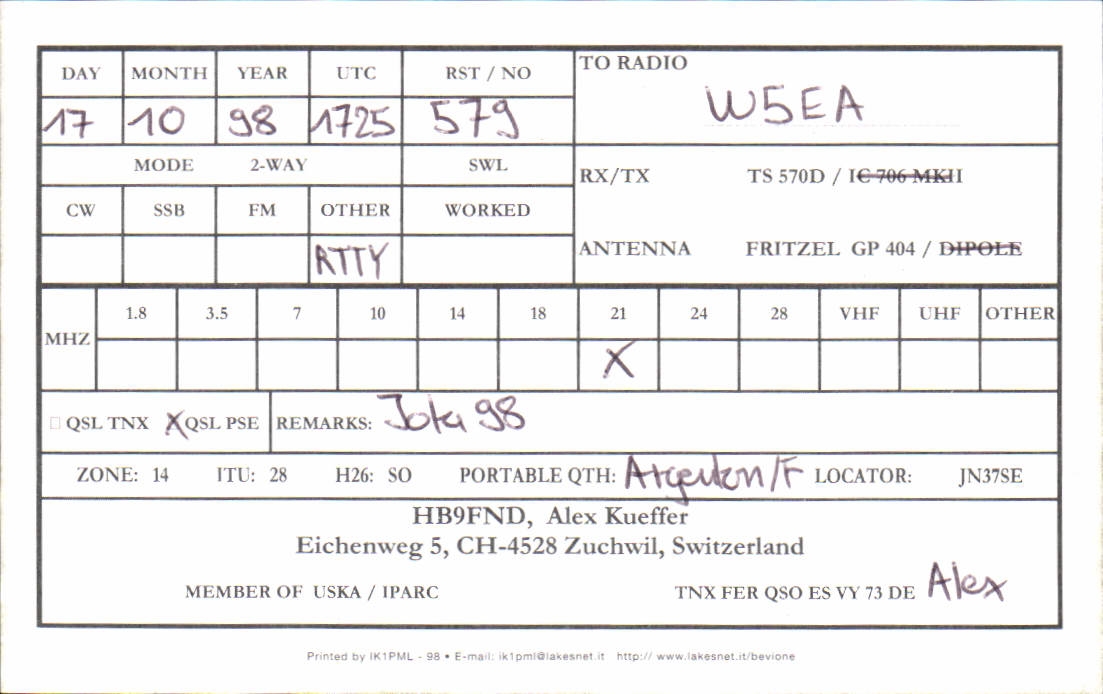 DAY MONTH YEAR UTC RST / NO TO RADIO
17 10 98 1725 579 W5EA
MODE 2-WAY SWL
RX/TX TS 570D / IC 706 MKII
CW SSB FM OTHER WORKED
RTTY
ANTENNA FRITZEL GP 404 / DIPOLE
MHZ 1.8 3.5 7 10 14 18 21 24 28 VHF UHF OTHER
X
□ QSL TNX X QSL PSE REMARKS: Jota 98
ZONE: 14 ITU: 28 H26: SO PORTABLE QTH: /F LOCATOR: JN37SE
HB9FND, Alex Kueffer
Eichenweg 5, CH-4528 Zuchwil, Switzerland
MEMBER OF USKA / IPARC TNX FER QSO ES VY 73 DE Alex
Printed by IK1PML - 98 • E-mail: ik1pml@lakesnet.it http:// www.lakesnet.it/bevione